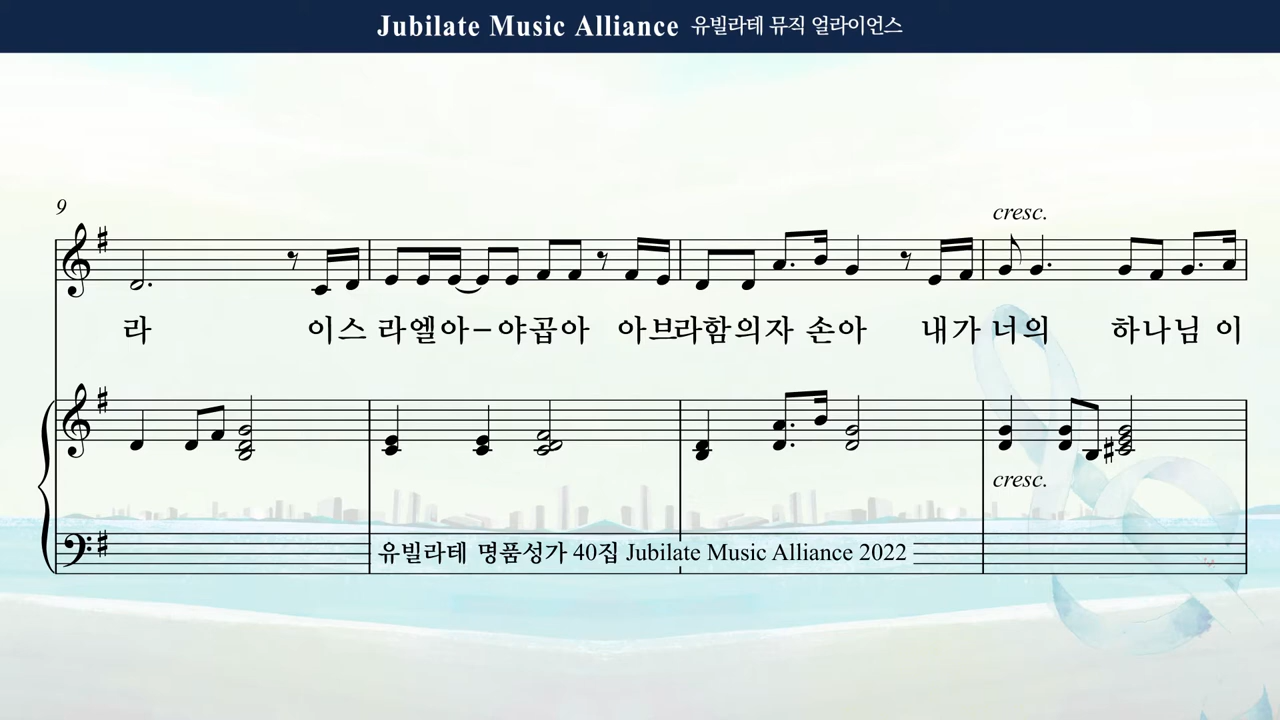 Jubilate Music Alliance 유빌라테 뮤직 얼라이언스
9
cresc.
라 이스 라엘아－야곱아 아브라함의자 손아 내가 너의 하나님 이
cresc.
유빌라테 명품성가 40집 Jubilate Music Alliance 2022